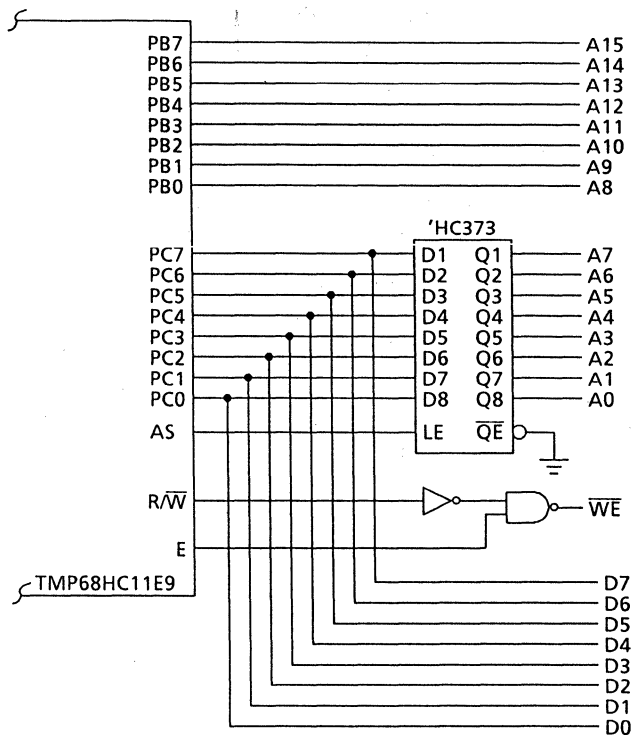 PB7 A15
PB6 A14
PB5 A13
PB4 A12
PB3 A11
PB2 A10
PB1 A9
PB0 A8
'HC373
PC7 D1 Q1 A7
PC6 D2 Q2 A6
PC5 D3 Q3 A5
PC4 D4 Q4 A4
PC3 D5 Q5 A3
PC2 D6 Q6 A2
PC1 D7 Q7 A1
PC0 D8 Q8 A0
AS LE Q̅E̅
R/W̅ W̅E̅
E
TMP68HC11E9 D7
D6
D5
D4
D3
D2
D1
D0